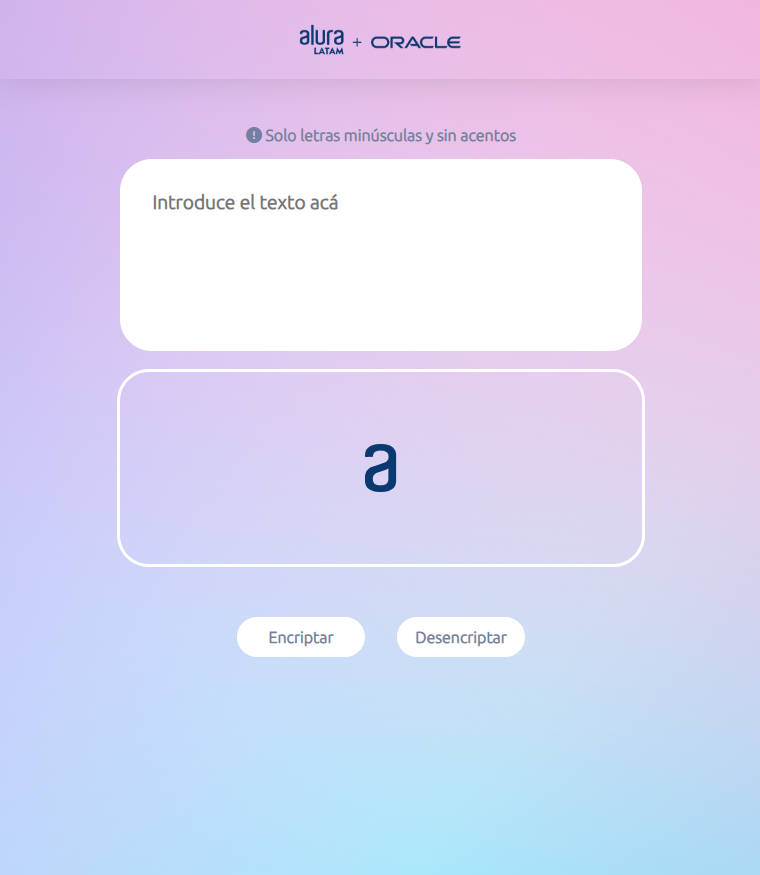 alura
LATAM + ORACLE
Solo letras minúsculas y sin acentos
Introduce el texto acá
a
Encriptar Desencriptar